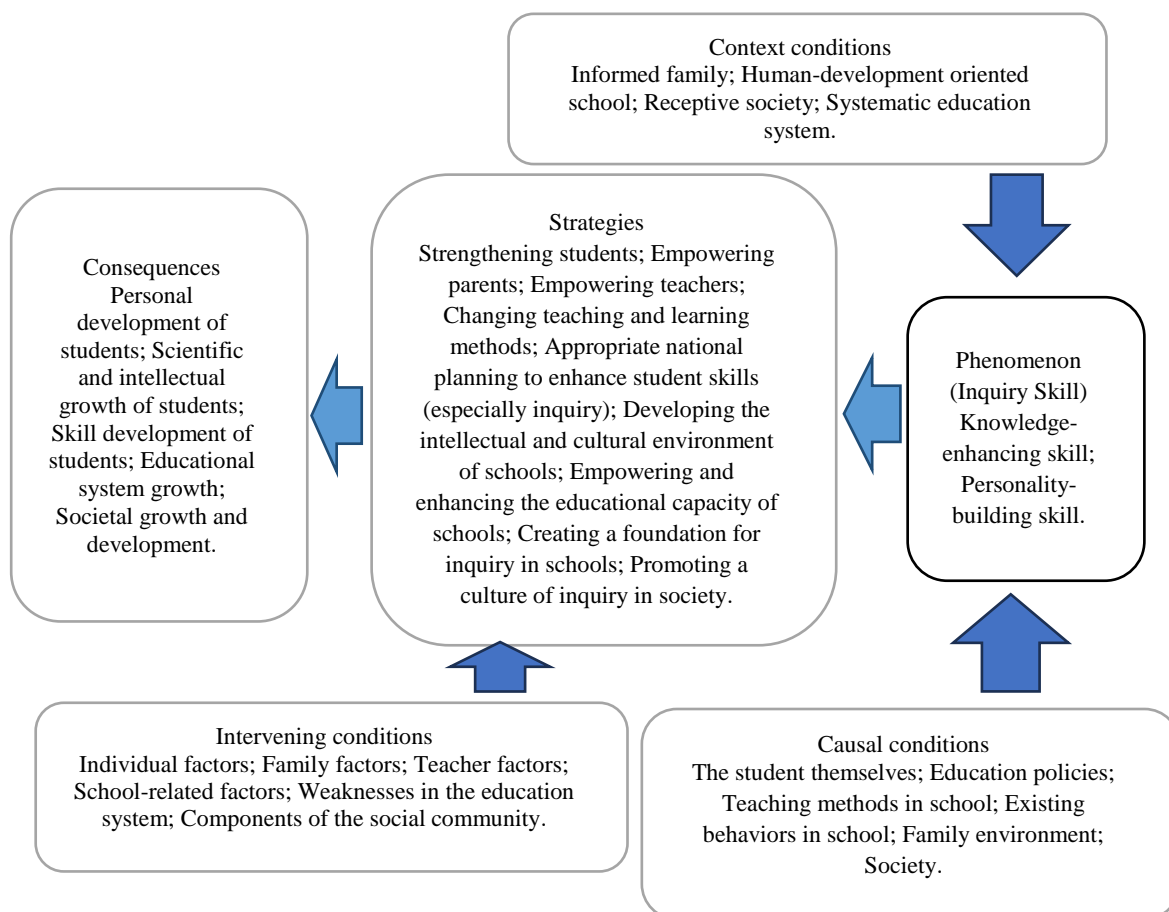 Context conditions
Informed family; Human-development oriented
school; Receptive society; Systematic education
system.
Consequences
Personal
development of
students; Scientific
and intellectual
growth of students;
Skill development of
students; Educational
system growth;
Societal growth and
development.
Strategies
Strengthening students; Empowering
parents; Empowering teachers;
Changing teaching and learning
methods; Appropriate national
planning to enhance student skills
(especially inquiry); Developing the
intellectual and cultural environment
of schools; Empowering and
enhancing the educational capacity of
schools; Creating a foundation for
inquiry in schools; Promoting a
culture of inquiry in society.
Phenomenon
(Inquiry Skill)
Knowledge-
enhancing skill;
Personality-
building skill.
Intervening conditions
Individual factors; Family factors; Teacher factors;
School-related factors; Weaknesses in the education
system; Components of the social community.
Causal conditions
The student themselves; Education policies;
Teaching methods in school; Existing
behaviors in school; Family environment;
Society.